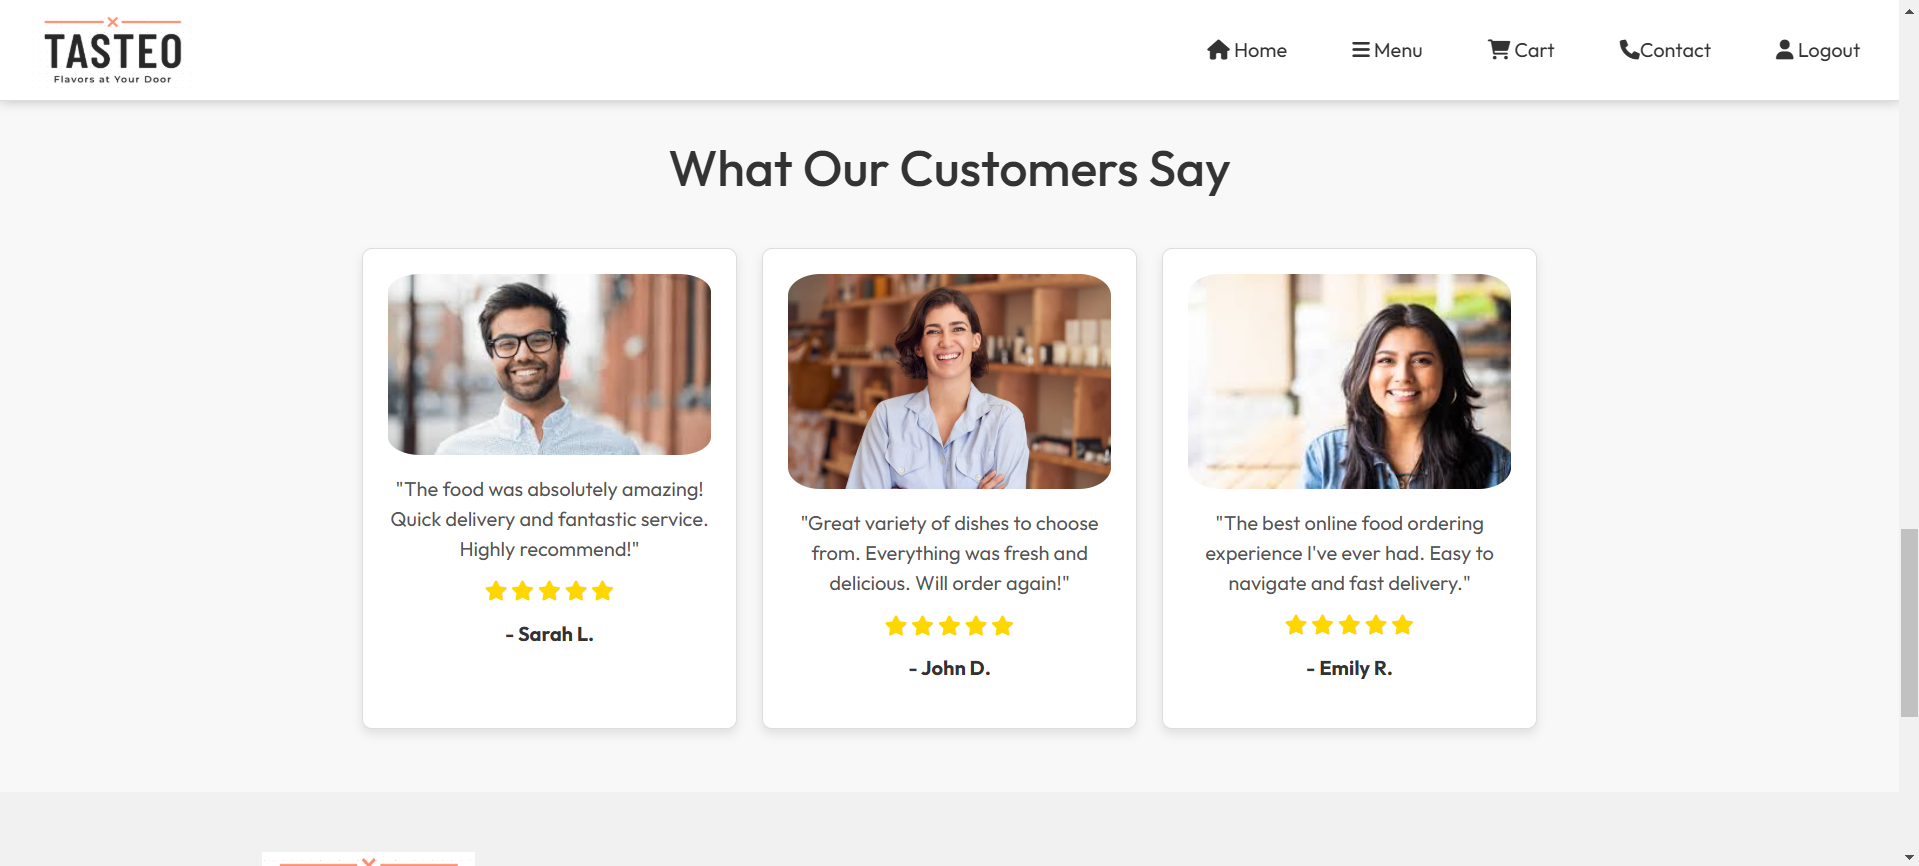 TASTEO
Flavors at Your Door
Home
Menu
Cart
Contact
Logout
What Our Customers Say
"The food was absolutely amazing!
Quick delivery and fantastic service.
Highly recommend!"
- Sarah L.
"Great variety of dishes to choose
from. Everything was fresh and
delicious. Will order again!"
- John D.
"The best online food ordering
experience I've ever had. Easy to
navigate and fast delivery."
- Emily R.